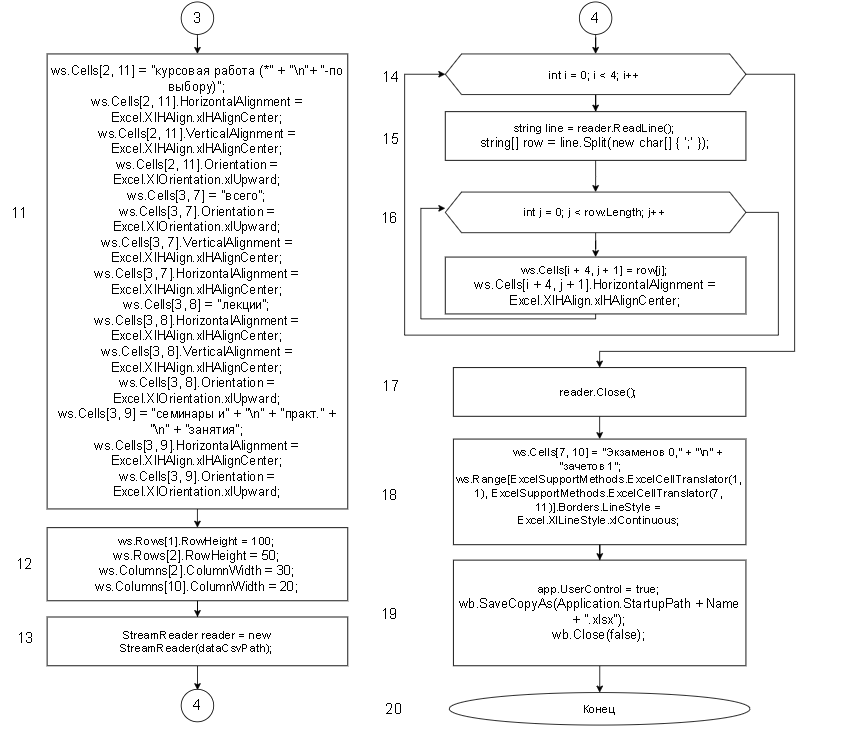 3
11
ws.Cells[2, 11] = "курсовая работа (*" + "\n"+ "-по
выбору)";
ws.Cells[2, 11].HorizontalAlignment =
Excel.XlHAlign.xlHAlignCenter;
ws.Cells[2, 11].VerticalAlignment =
Excel.XlHAlign.xlHAlignCenter;
ws.Cells[2, 11].Orientation =
Excel.XlOrientation.xlUpward;
ws.Cells[3, 7] = "всего";
ws.Cells[3, 7].Orientation =
Excel.XlOrientation.xlUpward;
ws.Cells[3, 7].VerticalAlignment =
Excel.XlHAlign.xlHAlignCenter;
ws.Cells[3, 7].HorizontalAlignment =
Excel.XlHAlign.xlHAlignCenter;
ws.Cells[3, 8] = "лекции";
ws.Cells[3, 8].HorizontalAlignment =
Excel.XlHAlign.xlHAlignCenter;
ws.Cells[3, 8].VerticalAlignment =
Excel.XlHAlign.xlHAlignCenter;
ws.Cells[3, 8].Orientation =
Excel.XlOrientation.xlUpward;
ws.Cells[3, 9] = "семинары и" + "\n" + "практ." +
"\n" + "занятия";
ws.Cells[3, 9].HorizontalAlignment =
Excel.XlHAlign.xlHAlignCenter;
ws.Cells[3, 9].Orientation =
Excel.XlOrientation.xlUpward;
12
ws.Rows[1].RowHeight = 100;
ws.Rows[2].RowHeight = 50;
ws.Columns[2].ColumnWidth = 30;
ws.Columns[10].ColumnWidth = 20;
13
StreamReader reader = new
StreamReader(dataCsvPath);
4
4
14
int i = 0; i < 4; i++
15
string line = reader.ReadLine();
string[] row = line.Split(new char[] { ';' });
16
int j = 0; j < row.Length; j++
ws.Cells[i + 4, j + 1] = row[j];
ws.Cells[i + 4, j + 1].HorizontalAlignment =
Excel.XlHAlign.xlHAlignCenter;
17
reader.Close();
18
ws.Cells[7, 10] = "Экзаменов 0," + "\n" +
"зачетов 1";
ws.Range[ExcelSupportMethods.ExcelCellTranslator(1,
1), ExcelSupportMethods.ExcelCellTranslator(7,
11)].Borders.LineStyle =
Excel.XlLineStyle.xlContinuous;
19
app.UserControl = true;
wb.SaveCopyAs(Application.StartupPath + Name
+ ".xlsx");
wb.Close(false);
20
Конец